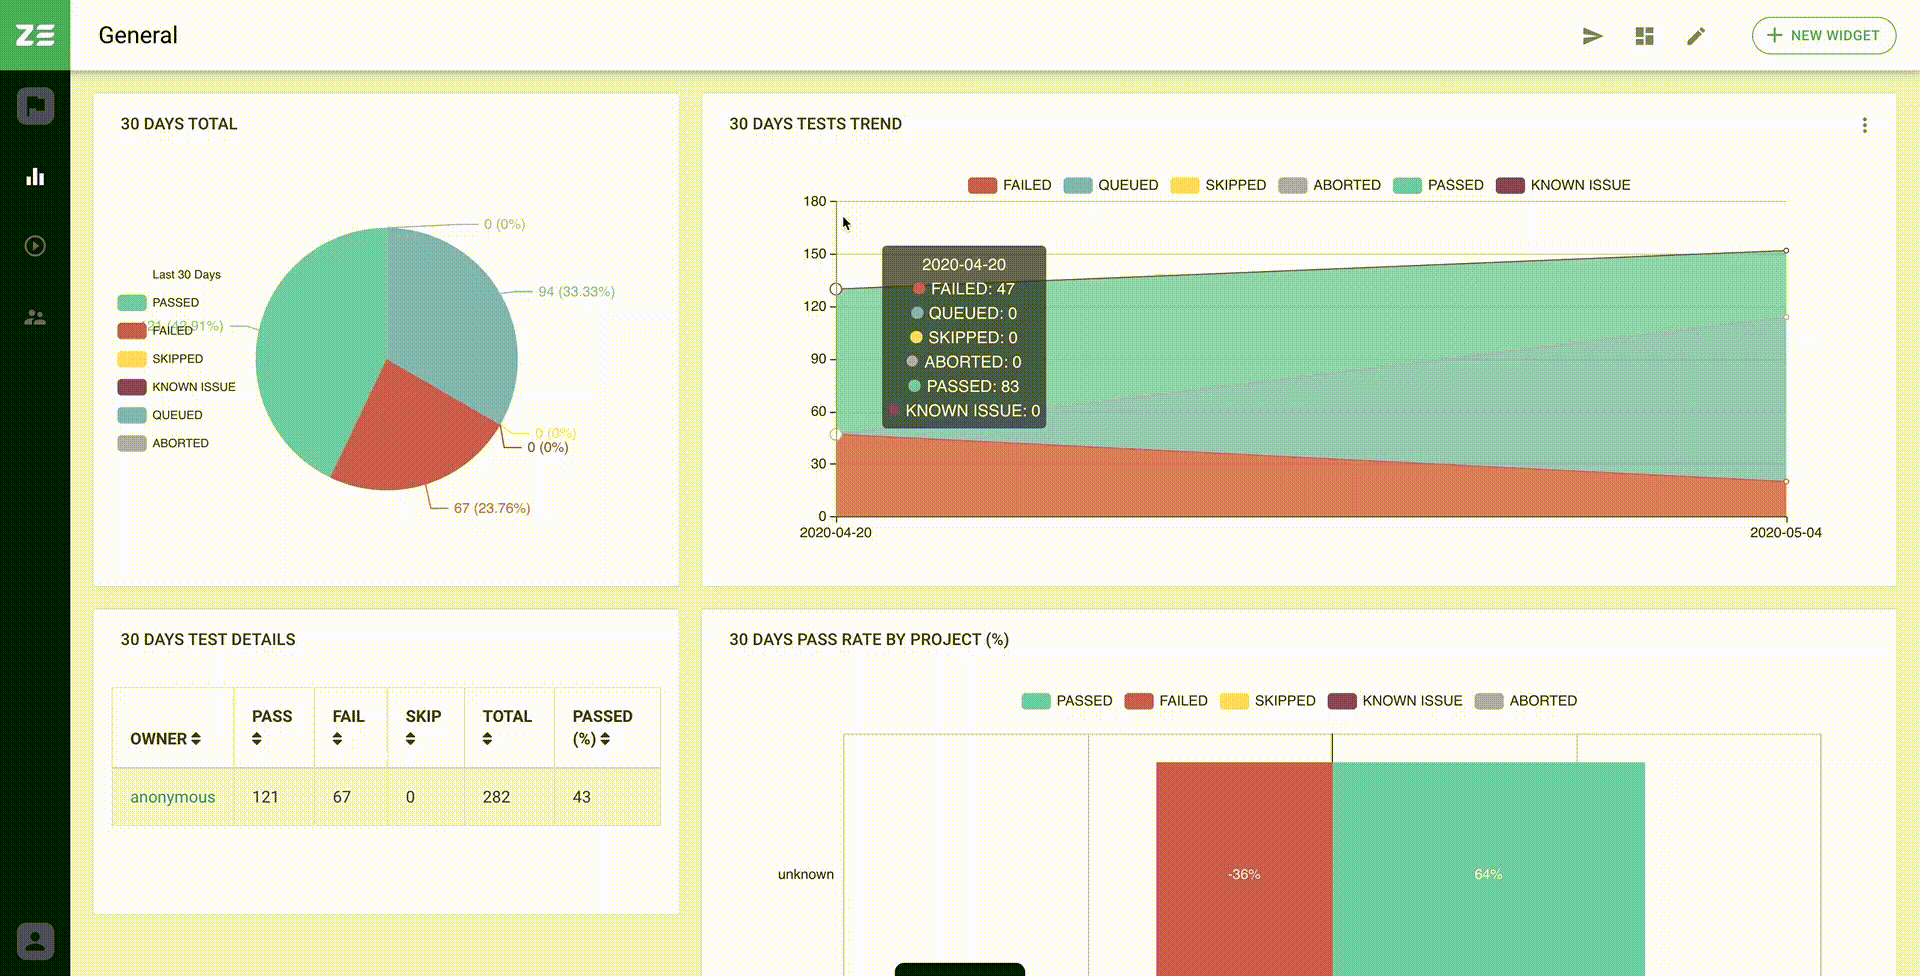 ZE
General
NEW WIDGET
30 DAYS TOTAL
0 (0%)
Last 30 Days
94 (33.33%)
PASSED
121 (42.91%)
FAILED
SKIPPED
KNOWN ISSUE
QUEUED
0 (0%)
ABORTED
0 (0%)
67 (23.76%)
30 DAYS TESTS TREND
FAILED QUEUED SKIPPED ABORTED PASSED KNOWN ISSUE
180
150
120
90
60
30
0
2020-04-20
FAILED: 47
QUEUED: 0
SKIPPED: 0
ABORTED: 0
PASSED: 83
KNOWN ISSUE: 0
2020-04-20 2020-05-04
30 DAYS TEST DETAILS
OWNER PASS FAIL SKIP TOTAL PASSED (%)
anonymous 121 67 0 282 43
30 DAYS PASS RATE BY PROJECT (%)
PASSED FAILED SKIPPED KNOWN ISSUE ABORTED
unknown -36% 64%